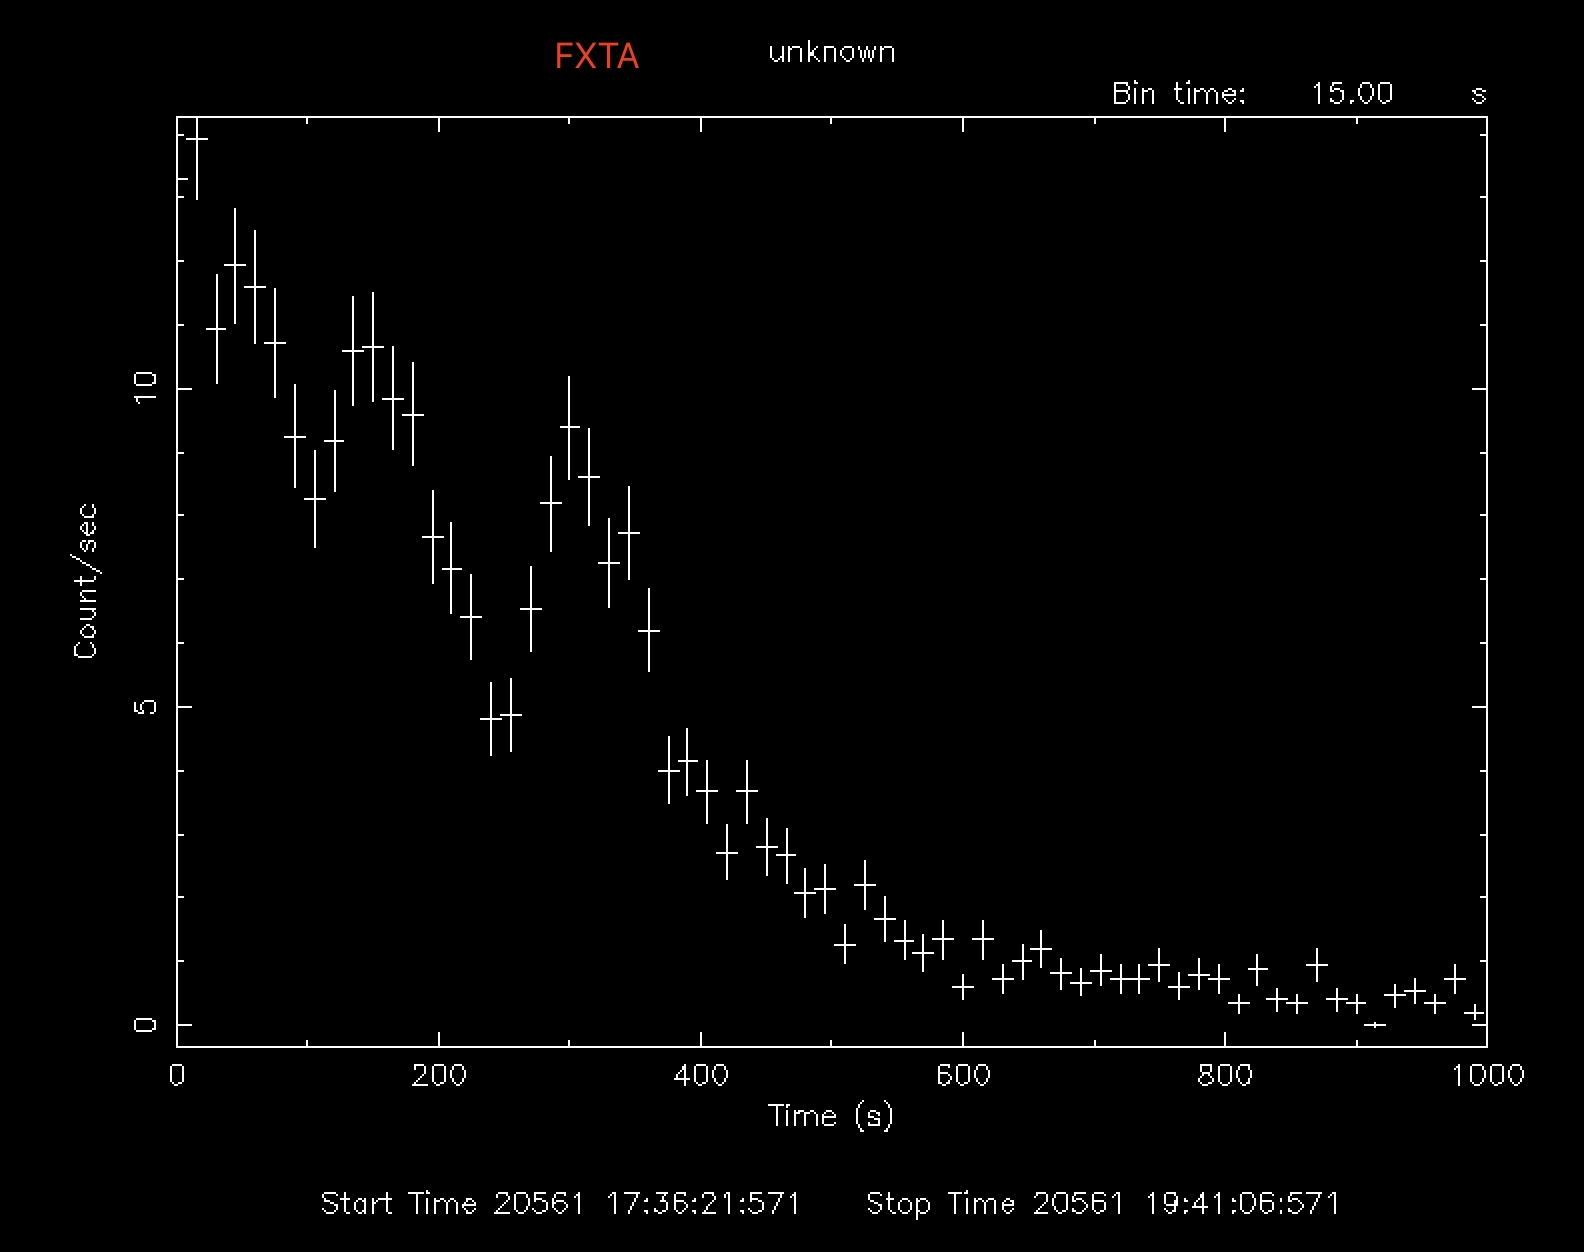 FXTA unknown
Bin time: 15.00 s
10
5
0
Count/sec
0 200 400 600 800 1000
Time (s)
Start Time 20561 17:36:21:571 Stop Time 20561 19:41:06:571